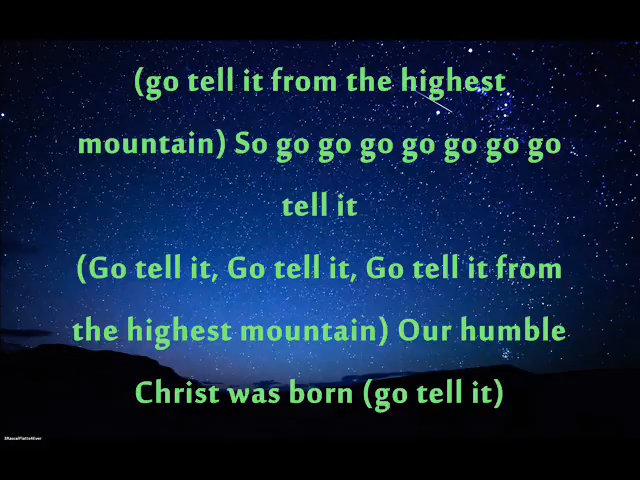 (go tell it from the highest
mountain) So go go go go go go go
tell it
(Go tell it, Go tell it, Go tell it from
the highest mountain) Our humble
Christ was born (go tell it)